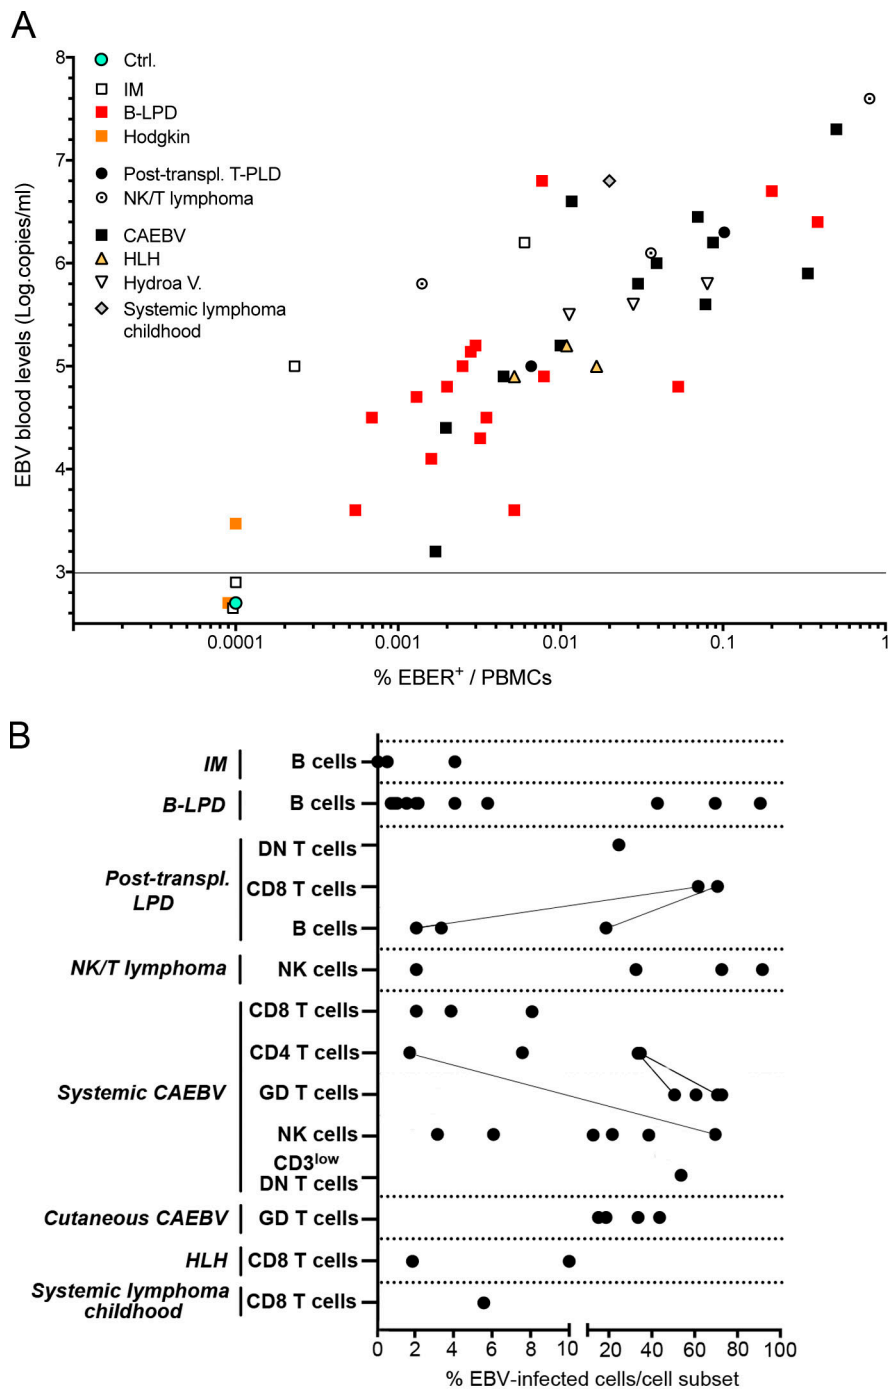 A
8
7
6
5
4
3
EBV blood levels (Log.copies/ml)
Ctrl.
IM
B-LPD
Hodgkin
Post-transpl. T-PLD
NK/T lymphoma
CAEBV
HLH
Hydroa V.
Systemic lymphoma
childhood
0.0001 0.001 0.01 0.1 1
% EBER⁺ / PBMCs
B
IM B cells
B-LPD B cells
DN T cells
Post-transpl.
LPD
CD8 T cells
B cells
NK/T lymphoma NK cells
CD8 T cells
CD4 T cells
Systemic CAEBV GD T cells
NK cells
CD3ˡᵒʷ
DN T cells
Cutaneous CAEBV GD T cells
HLH CD8 T cells
Systemic lymphoma
childhood
CD8 T cells
0 2 4 6 8 10 20 40 60 80 100
% EBV-infected cells/cell subset